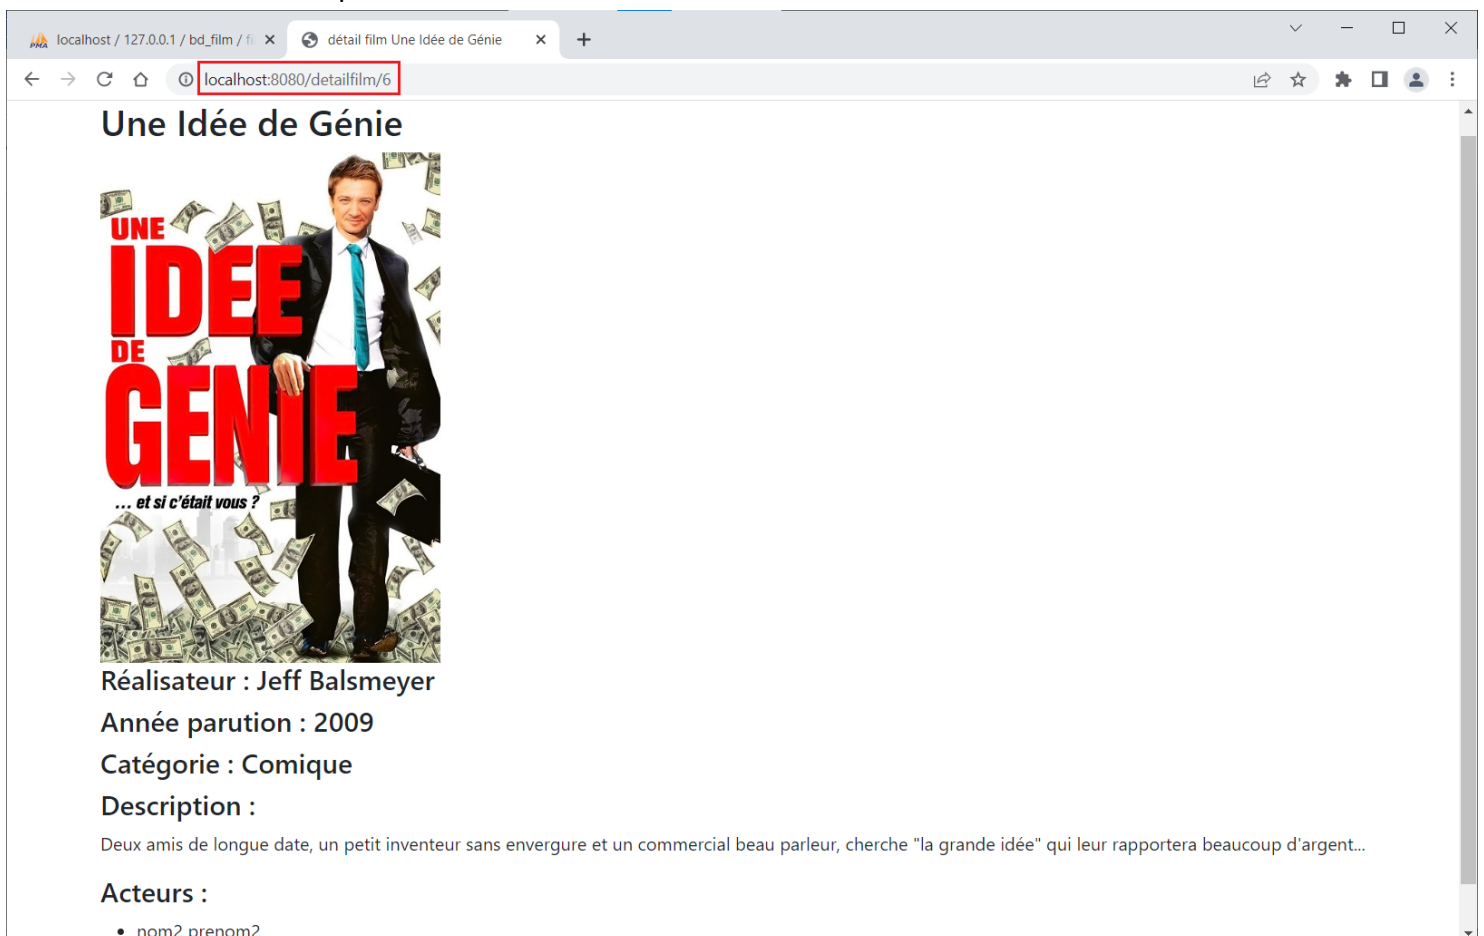 localhost / 127.0.0.1 / bd_film / fi
détail film Une Idée de Génie
localhost:8080/detailfilm/6
Une Idée de Génie
UNE
IDEE
DE
GENIE
... et si c'était vous ?
Réalisateur : Jeff Balsmeyer
Année parution : 2009
Catégorie : Comique
Description :
Deux amis de longue date, un petit inventeur sans envergure et un commercial beau parleur, cherche "la grande idée" qui leur rapportera beaucoup d'argent...
Acteurs :
• nom2 prenom2